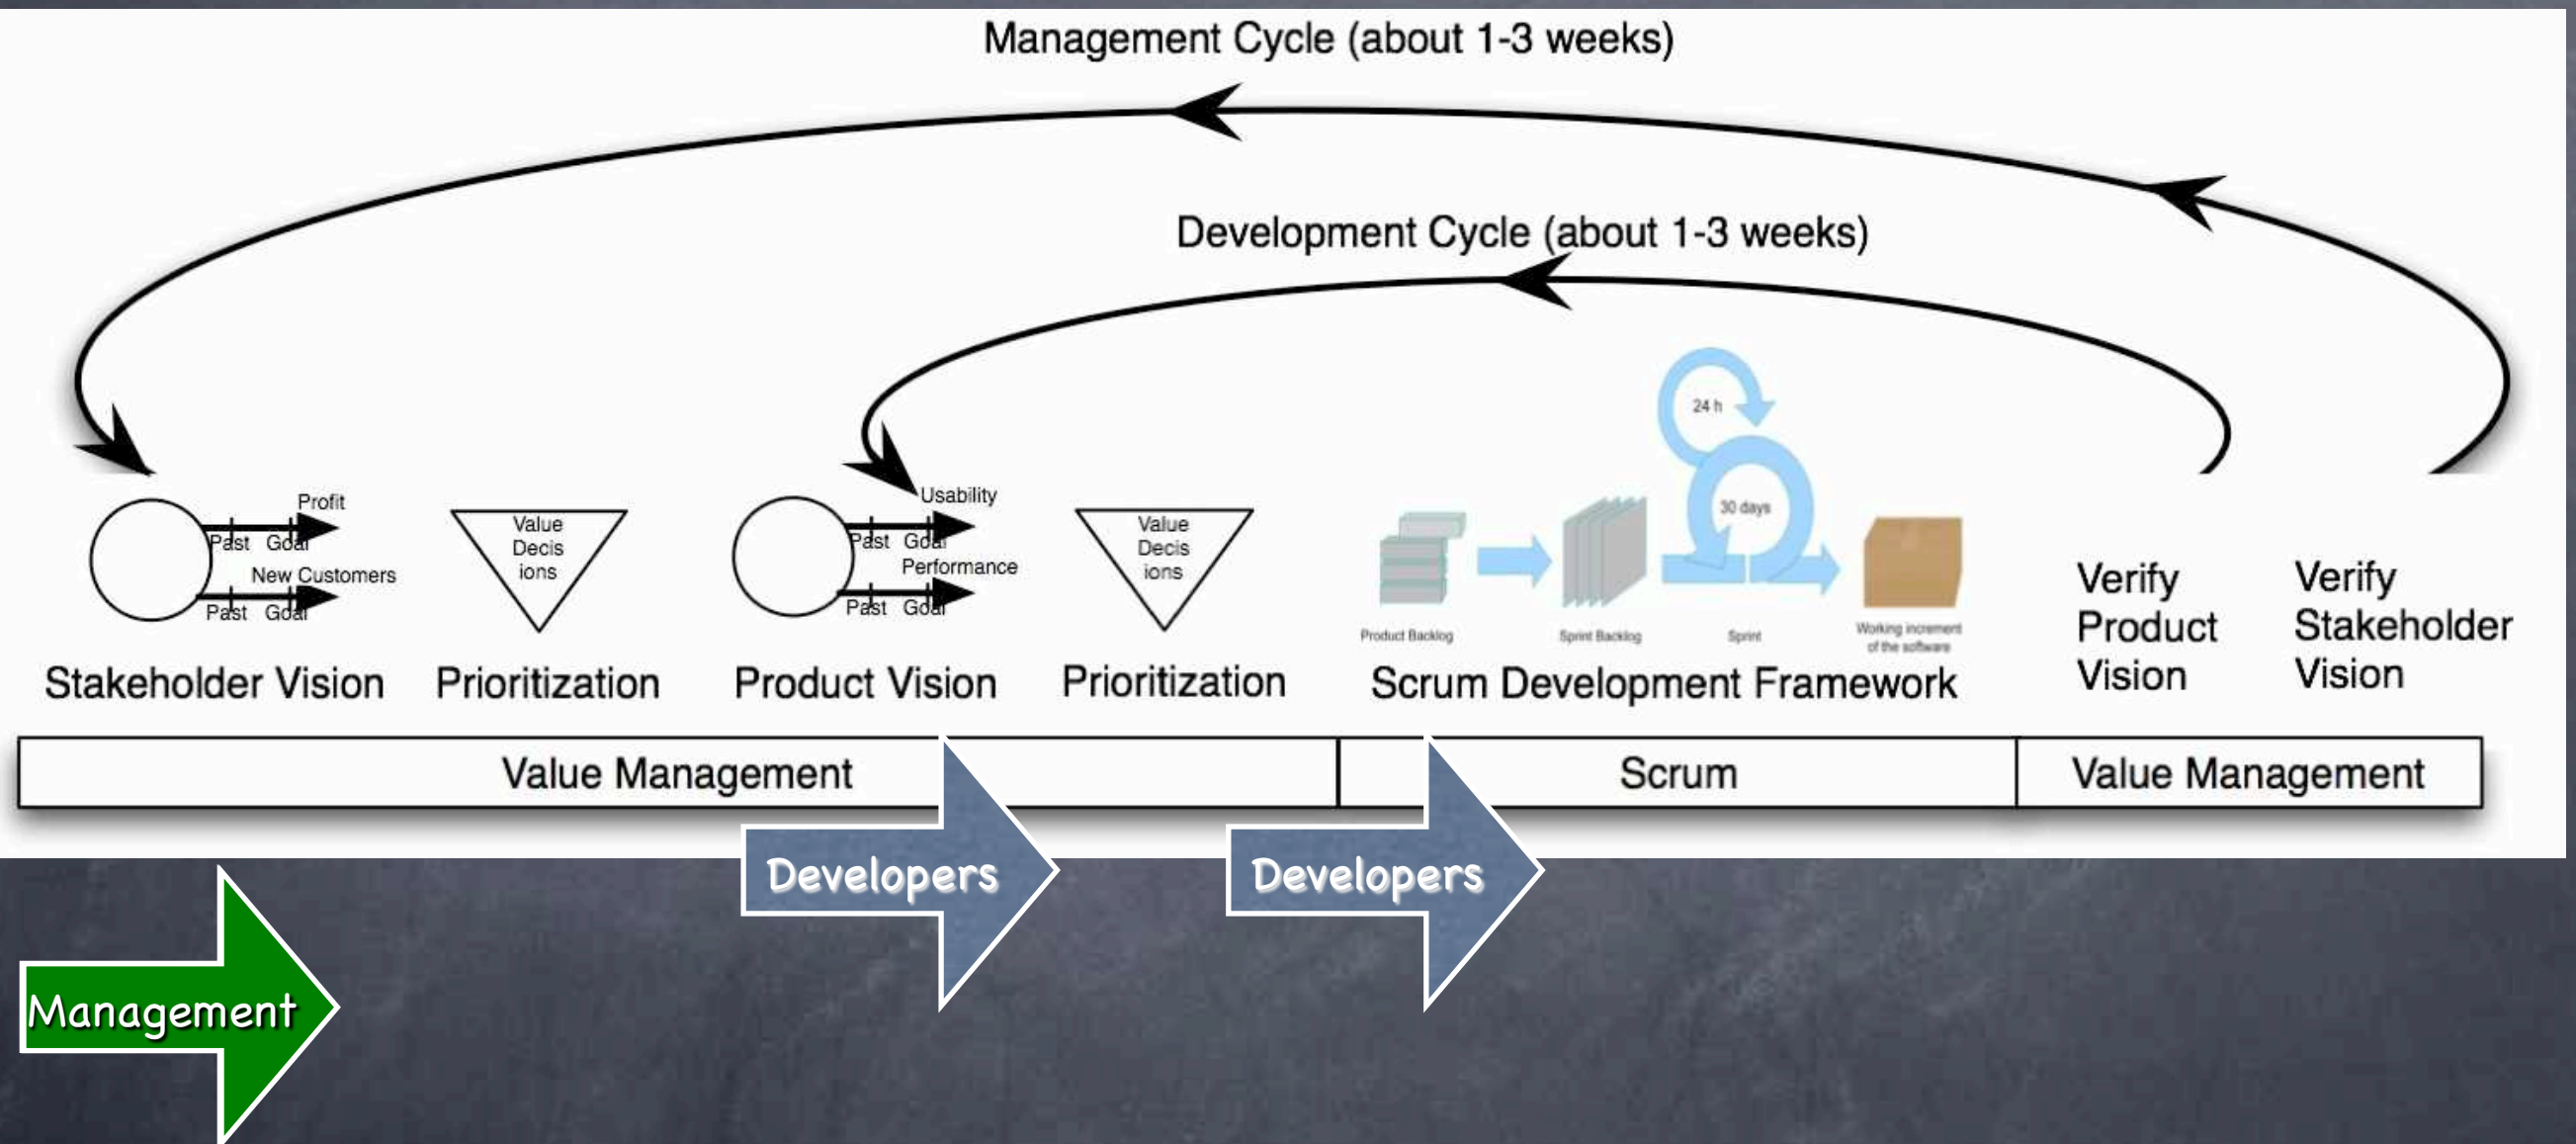 Management Cycle (about 1-3 weeks)
Development Cycle (about 1-3 weeks)
24 h
30 days
Profit
Past Goal
New Customers
Past Goal
Value
Decis
ions
Usability
Past Goal
Performance
Past Goal
Value
Decis
ions
Product Backlog
Sprint Backlog
Sprint
Working increment
of the software
Verify
Product
Vision
Verify
Stakeholder
Vision
Stakeholder Vision
Prioritization
Product Vision
Prioritization
Scrum Development Framework
Value Management
Scrum
Value Management
Developers
Developers
Management